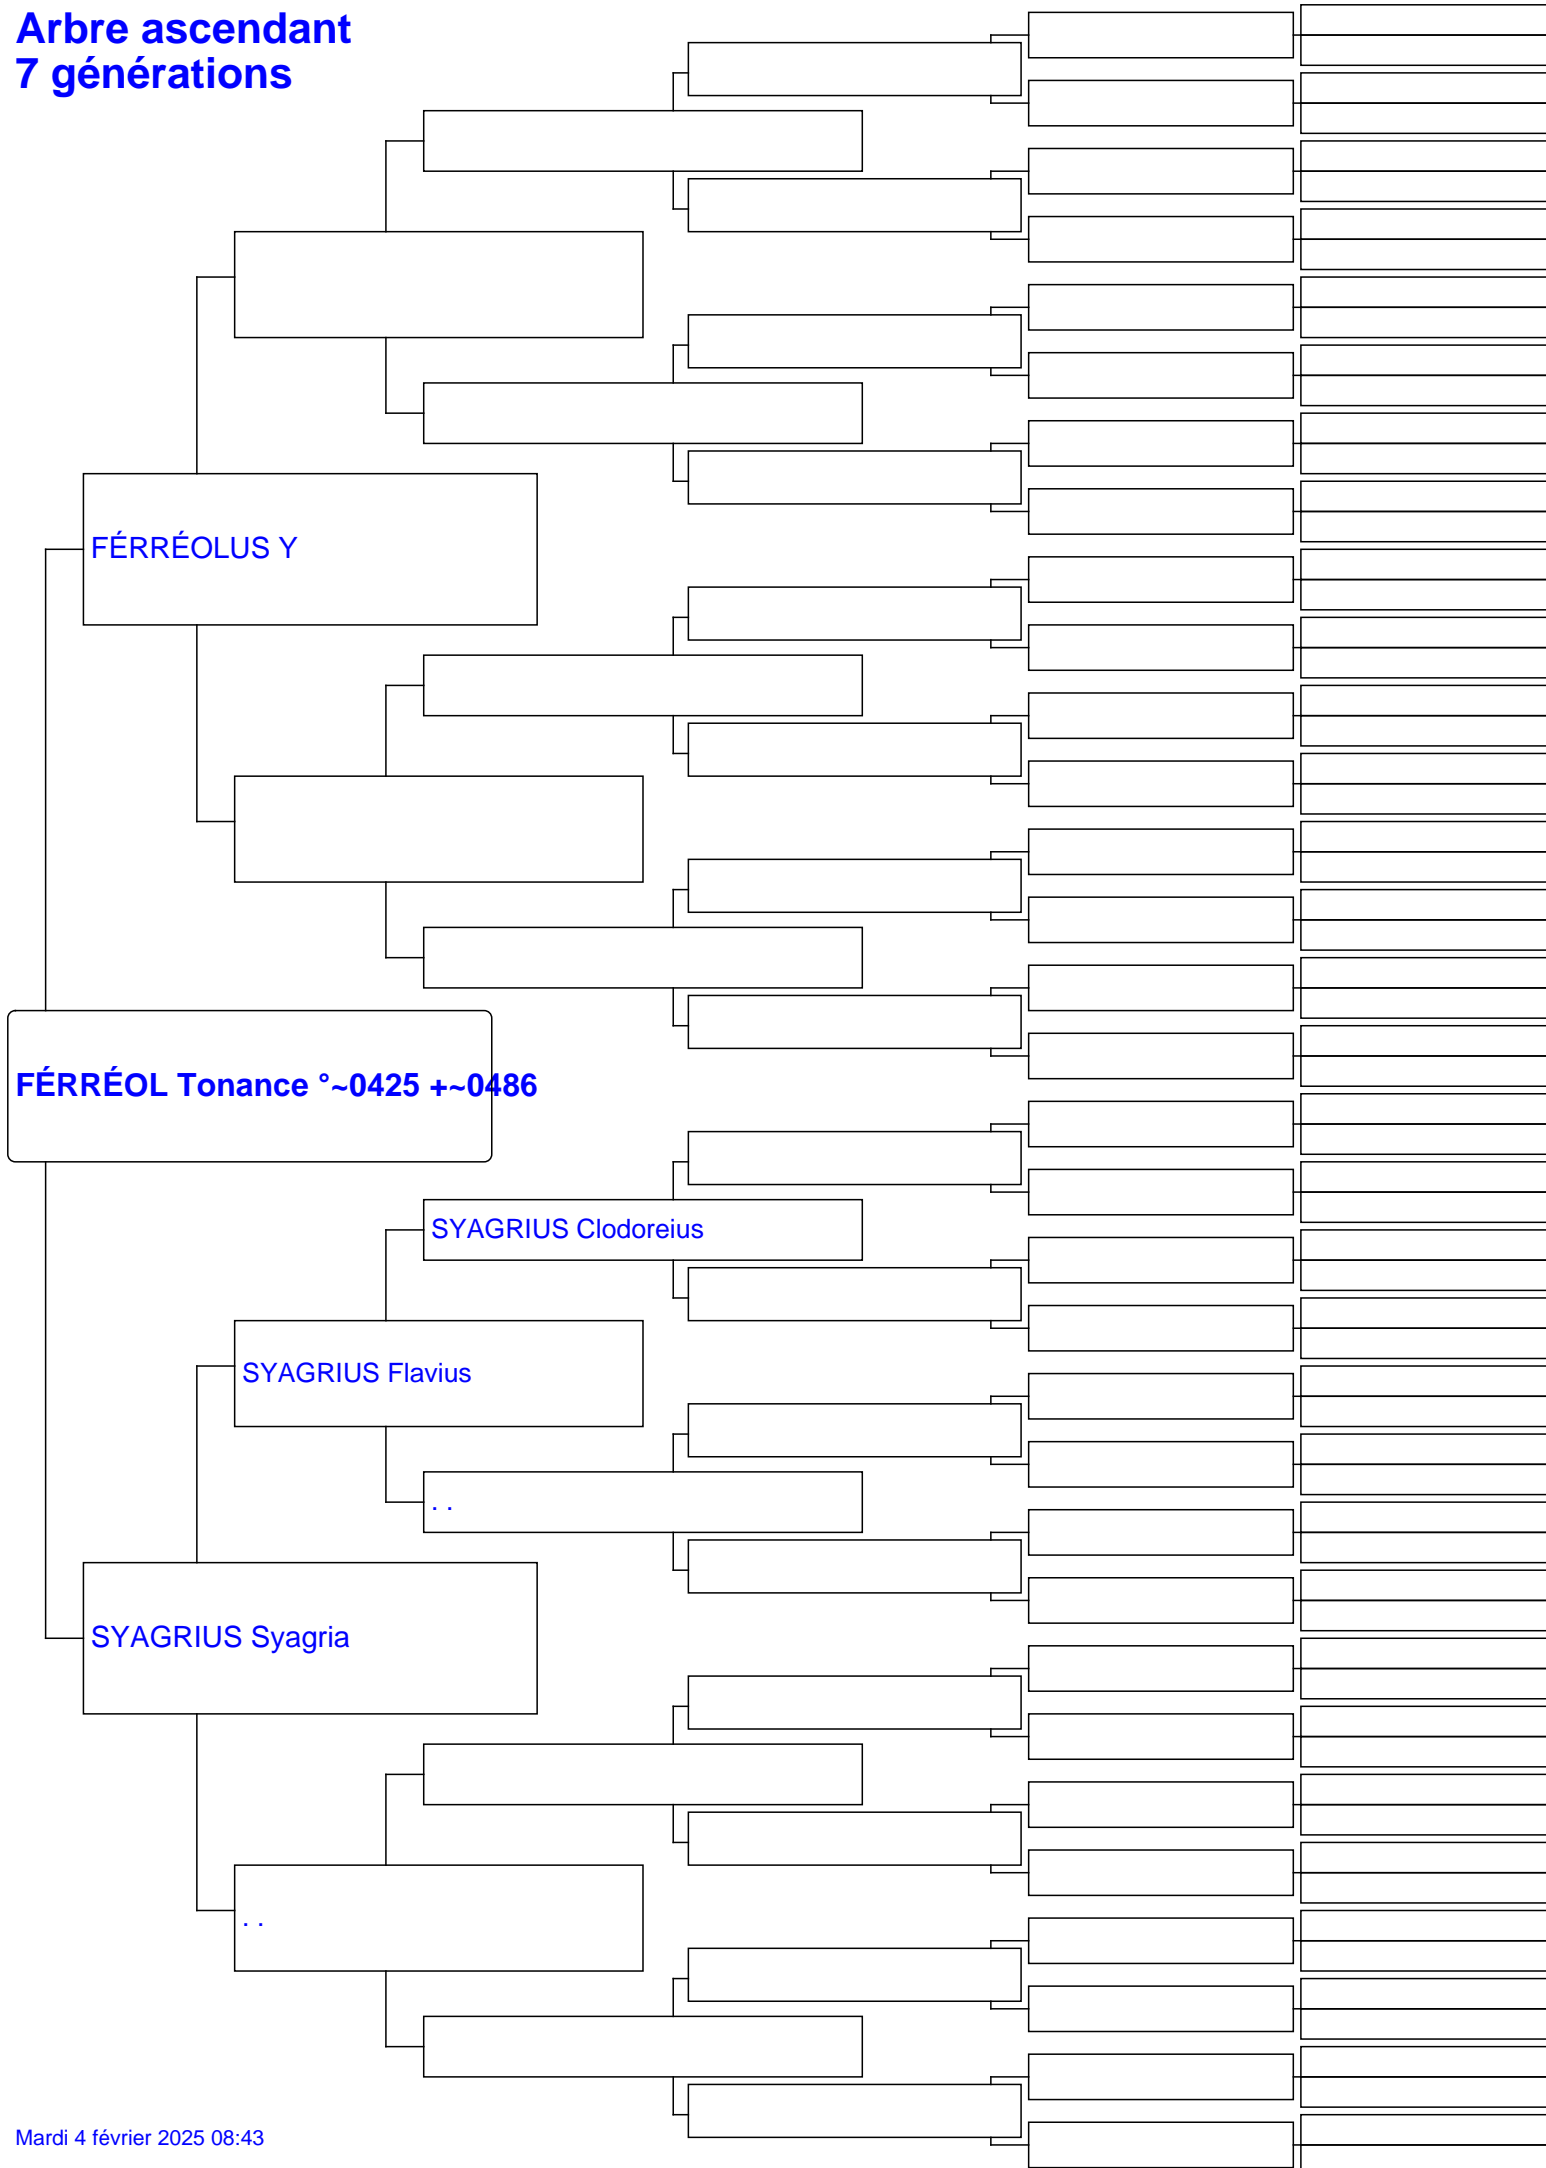 Arbre ascendant
7 générations
FÉRRÉOLUS Y
FÉRRÉOL Tonance °~0425 +~0486
SYAGRIUS Clodoreius
SYAGRIUS Flavius
. .
SYAGRIUS Syagria
. .
Mardi 4 février 2025 08:43